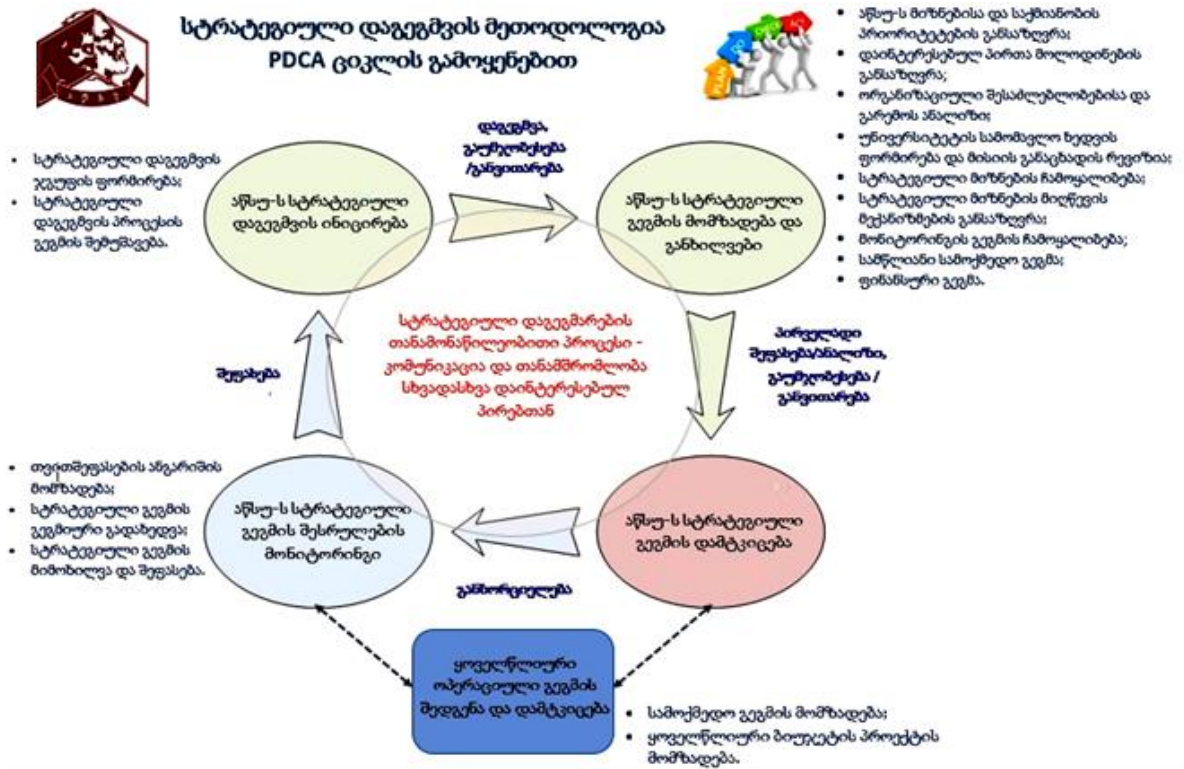 სტრატეგიული დაგეგმვის მეთოდოლოგია
PDCA ციკლის გამოყენებით
PLAN
DO
ACT
• აწსუ-ს მიზნებისა და საქმიანობის
პრიორიტეტების განსაზღვრა;
• დაინტერესებულ პირთა მოლოდინების
განსაზღვრა;
• ორგანიზაციული შესაძლებლობებისა და
გარემოს ანალიზი;
• უნივერსიტეტის სამომავლო ხედვის
ფორმირება და მისიის განაცხადის რევიზია;
• სტრატეგიული მიზნების ჩამოყალიბება;
• სტრატეგიული მიზნების მიღწევის
მექანიზმების განსაზღვრა;
• მონიტორინგის გეგმის ჩამოყალიბება;
• სამწლიანი სამოქმედო გეგმა;
• ფინანსური გეგმა.
• სტრატეგიული დაგეგმვის
ჯგუფის ფორმირება;
• სტრატეგიული
დაგეგმვის პროცესის
გეგმის შემუშავება.
აწსუ-ს სტრატეგიული
დაგეგმვის ინიცირება
დაგეგმვა,
გაუმჯობესება
/განვითარება
აწსუ-ს სტრატეგიული
გეგმის მომზადება და
განხილვები
შეფასება
სტრატეგიული დაგეგმარების
თანამონაწილეობითი პროცესი -
კომუნიკაცია და თანამშრომლობა
სხვადასხვა დაინტერესებულ
პირებთან
პირველადი
შეფასება/ანალიზი,
გაუმჯობესება /
განვითარება
• თვითშეფასების ანგარიშის
მომზადება;
• სტრატეგიული გეგმის
გეგმიური გადახედვა;
• სტრატეგიული გეგმის
მიმოხილვა და შეფასება.
აწსუ-ს სტრატეგიული
გეგმის შესრულების
მონიტორინგი
განხორციელება
აწსუ-ს სტრატეგიული
გეგმის დამტკიცება
ყოველწლიური
ოპერაციული გეგმის
შედგენა და დამტკიცება
• სამოქმედო გეგმის მომზადება;
• ყოველწლიური ბიუჯეტის პროექტის
მომზადება.